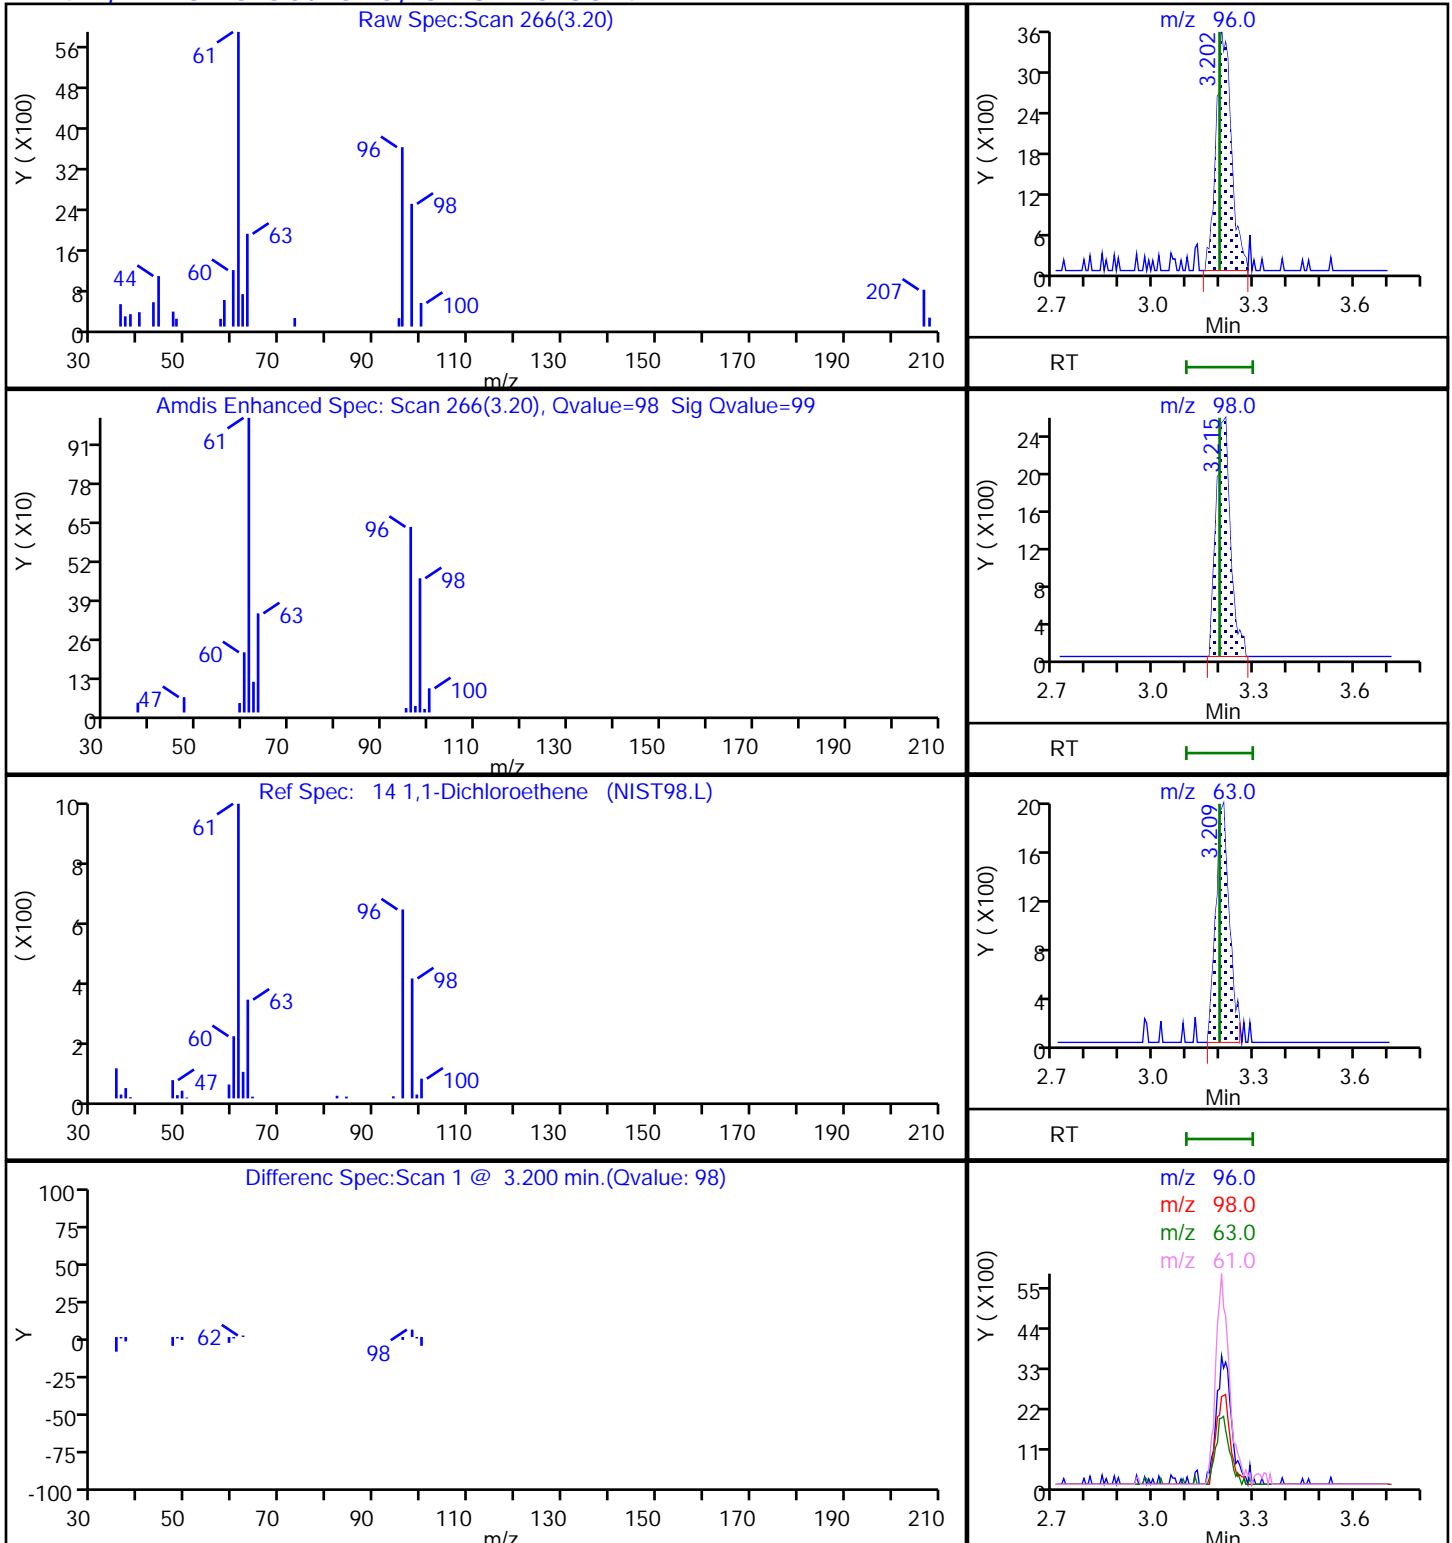 Raw Spec:Scan 266(3.20)
Y ( X100)
56
48
40
32
24
16
8
0
61
96
98
63
60
44
100
207
30 50 70 90 110 130 150 170 190 210
m/z
m/z 96.0
Y ( X100)
36
30
24
18
12
6
0
3.202
2.7 3.0 3.3 3.6
Min
RT
Amdis Enhanced Spec: Scan 266(3.20), Qvalue=98 Sig Qvalue=99
Y ( X10)
91
78
65
52
39
26
13
0
61
96
98
63
60
47
100
30 50 70 90 110 130 150 170 190 210
m/z
m/z 98.0
Y ( X100)
24
20
16
12
8
4
0
3.215
2.7 3.0 3.3 3.6
Min
RT
Ref Spec: 14 1,1-Dichloroethene (NIST98.L)
( X100)
10
8
6
4
2
0
61
96
98
63
60
47
100
30 50 70 90 110 130 150 170 190 210
m/z 63.0
Y ( X100)
20
16
12
8
4
0
3.209
2.7 3.0 3.3 3.6
Min
RT
Differenc Spec:Scan 1 @ 3.200 min.(Qvalue: 98)
Y
100
75
50
25
0
-25
-50
-75
-100
62
98
30 50 70 90 110 130 150 170 190 210
m/z
m/z 96.0
m/z 98.0
m/z 63.0
m/z 61.0
Y ( X100)
55
44
33
22
11
0
2.7 3.0 3.3 3.6
Min